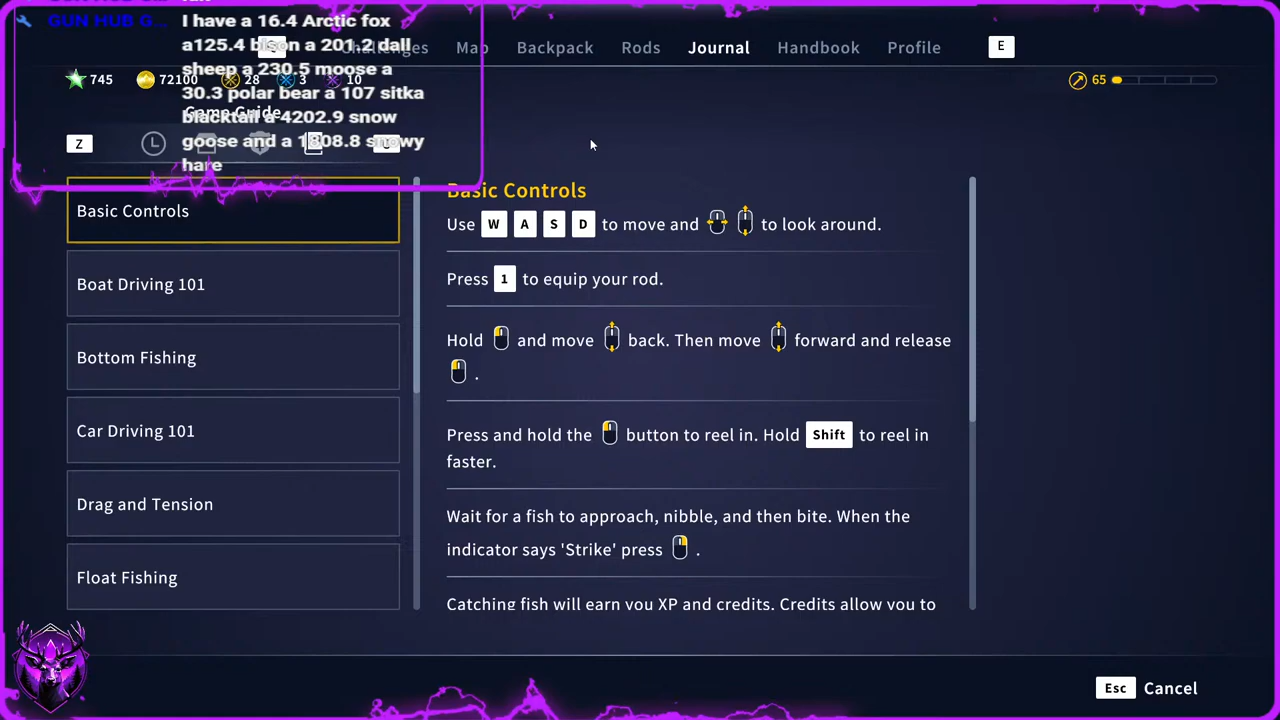 GUN HUB G...
I have a 16.4 Arctic fox
a125.4 bison a 201.2 dall
sheep a 230.5 moose a
30.3 polar bear a 107 sitka
blacktail a 4202.9 snow
goose and a 1808.8 snowy
hare
Challenges Map Backpack Rods Journal Handbook Profile E
745 72100 28 3 10 65
Game Guide
Z
Basic Controls
Boat Driving 101
Bottom Fishing
Car Driving 101
Drag and Tension
Float Fishing
Basic Controls
Use W A S D to move and to look around.
Press 1 to equip your rod.
Hold and move back. Then move forward and release
.
Press and hold the button to reel in. Hold Shift to reel in
faster.
Wait for a fish to approach, nibble, and then bite. When the
indicator says 'Strike' press .
Catching fish will earn you XP and credits. Credits allow you to
Esc Cancel